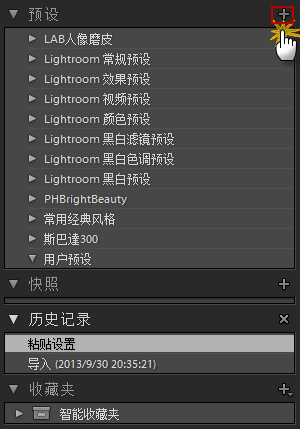 预设
LAB人像磨皮
Lightroom 常规预设
Lightroom 效果预设
Lightroom 视频预设
Lightroom 颜色预设
Lightroom 黑白滤镜预设
Lightroom 黑白色调预设
Lightroom 黑白预设
PHBrightBeauty
常用经典风格
斯巴達300
用户预设
快照
历史记录
粘贴设置
导入 (2013/9/30 20:35:21)
收藏夹
智能收藏夹